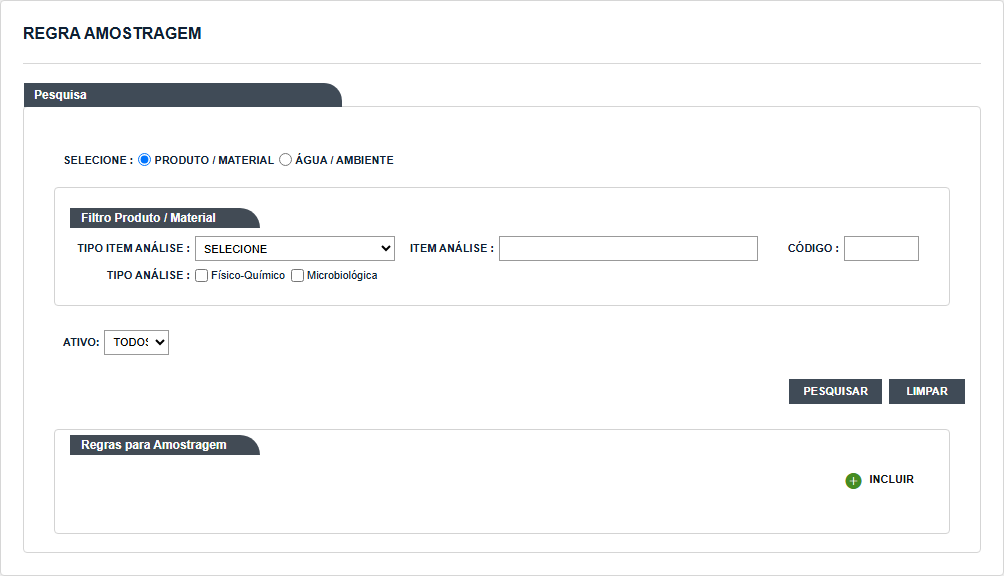 REGRA AMOSTRAGEM
Pesquisa
SELECIONE : PRODUTO / MATERIAL ÁGUA / AMBIENTE
Filtro Produto / Material
TIPO ITEM ANÁLISE : SELECIONE ITEM ANÁLISE : CÓDIGO :
TIPO ANÁLISE : Físico-Químico Microbiológica
ATIVO: TODOS
PESQUISAR LIMPAR
Regras para Amostragem
INCLUIR